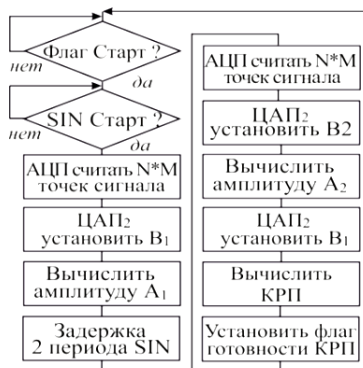 Флаг Старт ?
нет
да
SIN Старт ?
нет
да
АЦП считать N*M
точек сигнала
ЦАП₂
установить B₁
Вычислить
амплитуду A₁
Задержка
2 периода SIN
АЦП считать N*M
точек сигнала
ЦАП₂
установить B2
Вычислить
амплитуду A₂
ЦАП₂
установить B₁
Вычислить
КРП
Установить флаг
готовности КРП